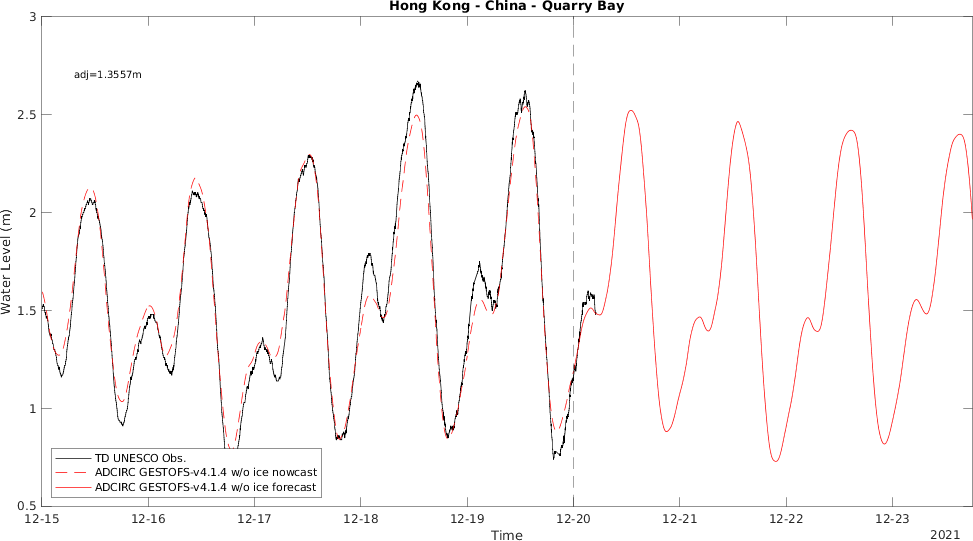 Hong Kong - China - Quarry Bay
3
adj=1.3557m
2.5
2
Water Level (m)
1.5
1
TD UNESCO Obs.
ADCIRC GESTOFS-v4.1.4 w/o ice nowcast
ADCIRC GESTOFS-v4.1.4 w/o ice forecast
0.5
12-15 12-16 12-17 12-18 12-19 12-20 12-21 12-22 12-23
Time
2021